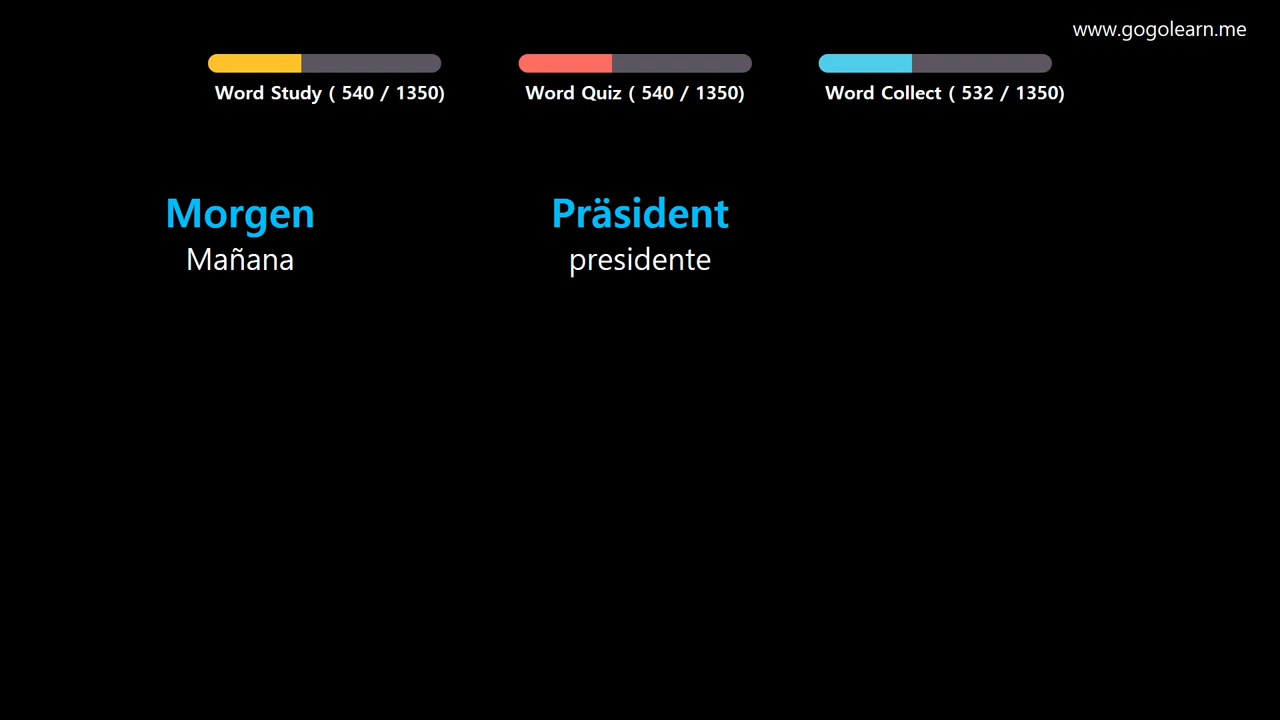 www.gogolearn.me
Word Study ( 540 / 1350)
Word Quiz ( 540 / 1350)
Word Collect ( 532 / 1350)
Morgen
Mañana
Präsident
presidente